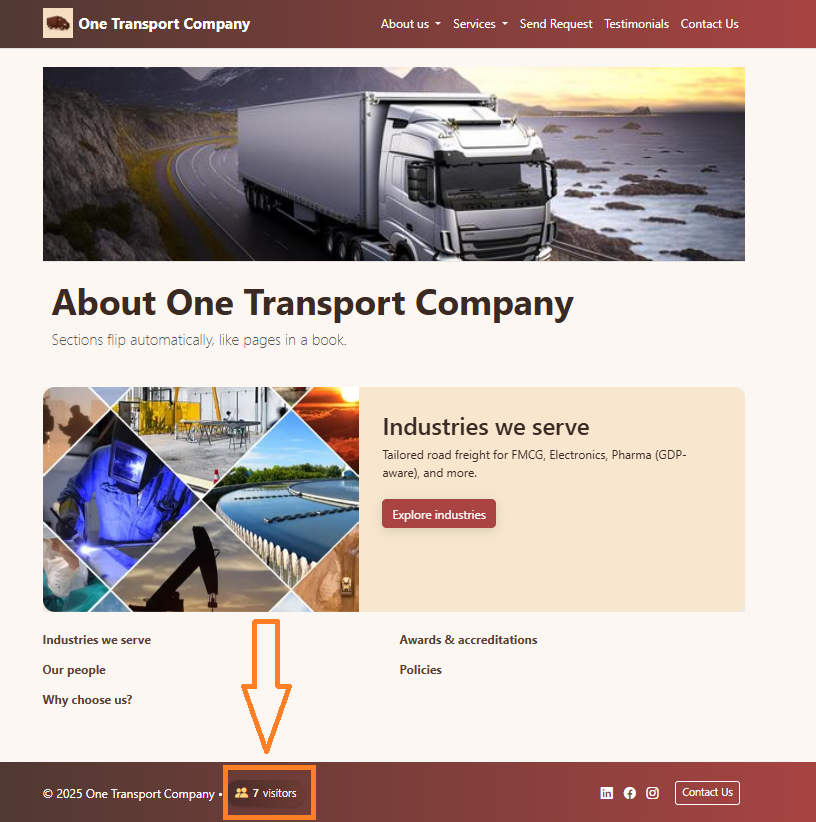 One Transport Company
About us
Services
Send Request
Testimonials
Contact Us
About One Transport Company
Sections flip automatically, like pages in a book.
Industries we serve
Tailored road freight for FMCG, Electronics, Pharma (GDP-
aware), and more.
Explore industries
Industries we serve
Awards & accreditations
Our people
Policies
Why choose us?
© 2025 One Transport Company •
7 visitors
Contact Us